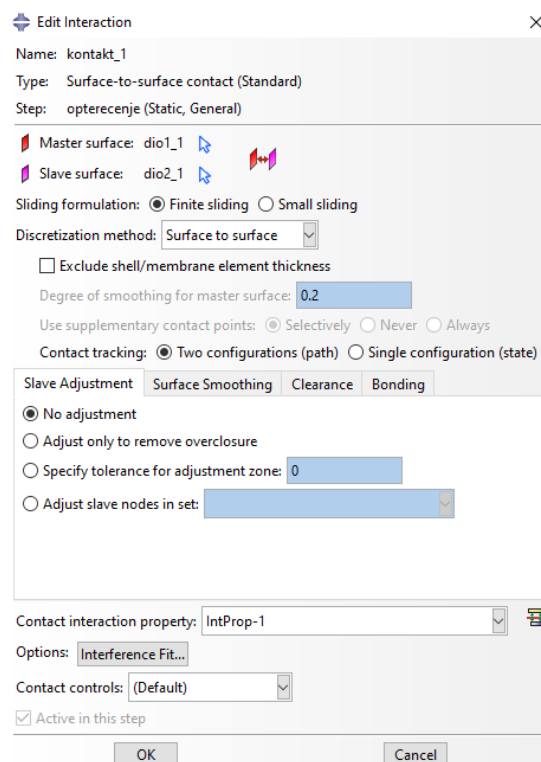 Edit Interaction
Name: kontakt_1
Type: Surface-to-surface contact (Standard)
Step: opterecenje (Static, General)
Master surface: dio1_1
Slave surface: dio2_1
Sliding formulation: Finite sliding Small sliding
Discretization method: Surface to surface
Exclude shell/membrane element thickness
Degree of smoothing for master surface: 0.2
Use supplementary contact points: Selectively Never Always
Contact tracking: Two configurations (path) Single configuration (state)
Slave Adjustment Surface Smoothing Clearance Bonding
No adjustment
Adjust only to remove overclosure
Specify tolerance for adjustment zone: 0
Adjust slave nodes in set:
Contact interaction property: IntProp-1
Options: Interference Fit...
Contact controls: (Default)
Active in this step
OK Cancel